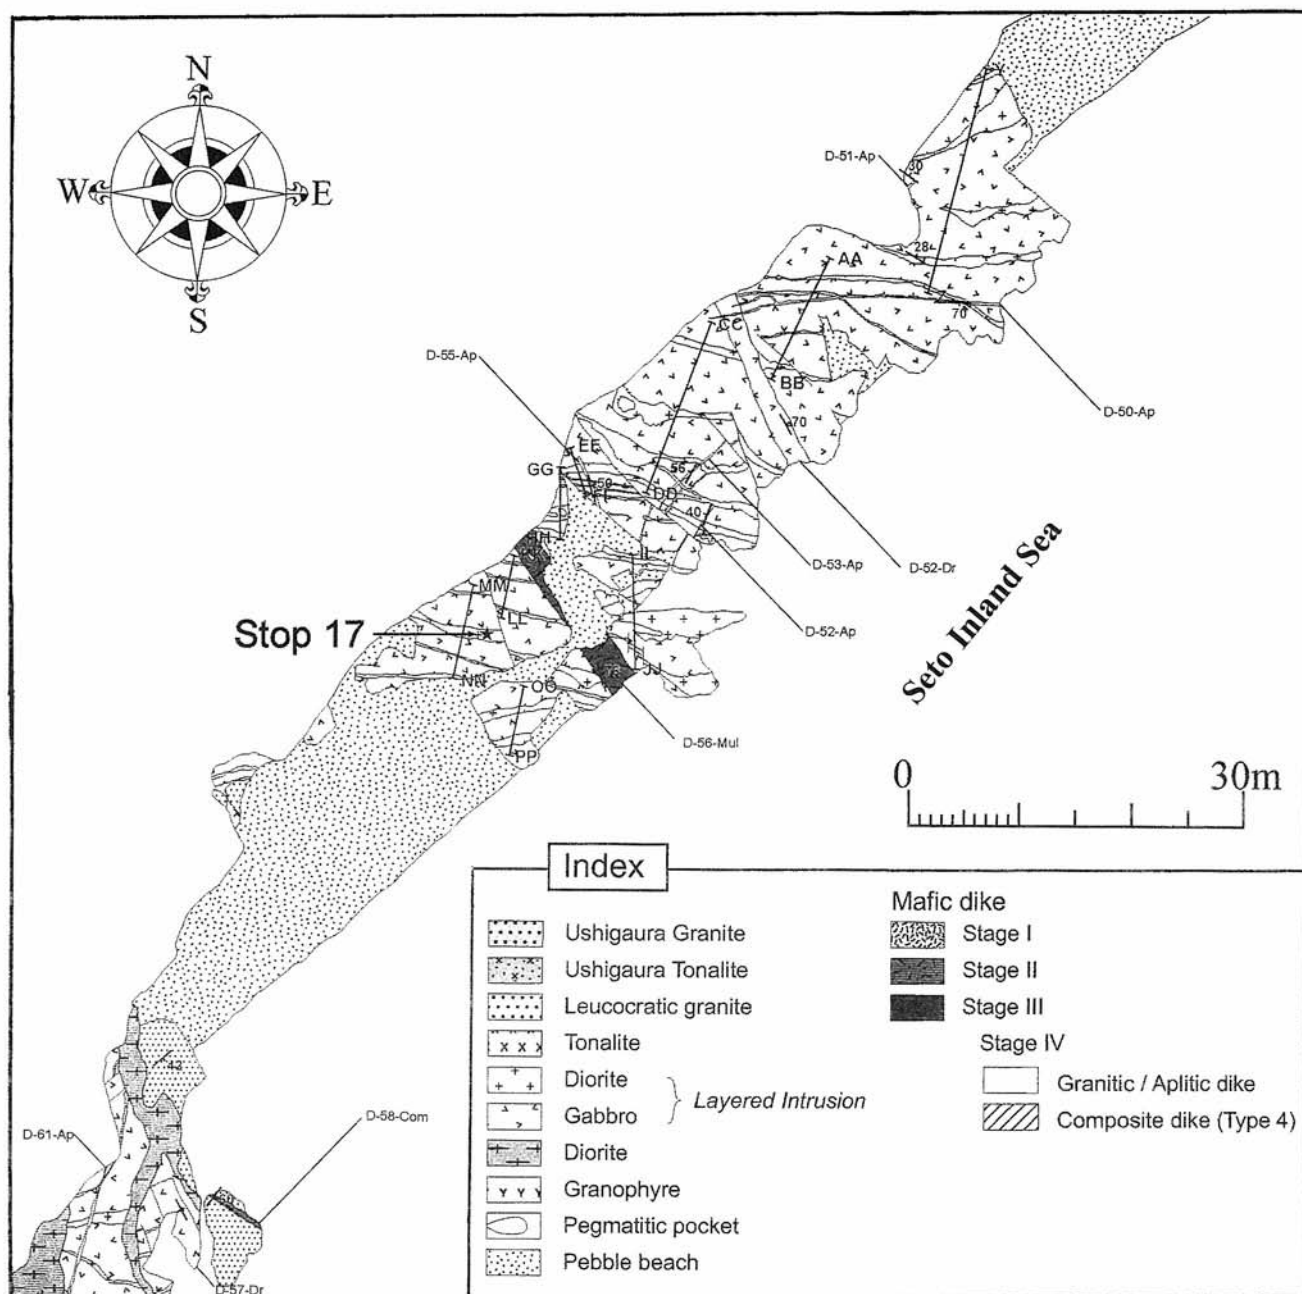 N
W E
S
Y
D-51-Ap
30
28
AA
70
CC
D-55-Ap
BB
D-50-Ap
70
EE
GG
56
59
FF
DD
40
HH
II
D-53-Ap
D-52-Dr
MM
LL
D-52-Ap
Stop 17
Seto Inland Sea
NN
OO
JJ
D-56-Mul
PP
0 30m
Index
Ushigaura Granite
Ushigaura Tonalite
Leucocratic granite
Tonalite
Diorite
Gabbro
Layered Intrusion
Diorite
Granophyre
Pegmatitic pocket
Pebble beach
Mafic dike
Stage I
Stage II
Stage III
Stage IV
Granitic / Aplitic dike
Composite dike (Type 4)
43
D-61-Ap
D-58-Com
D-57-Dr